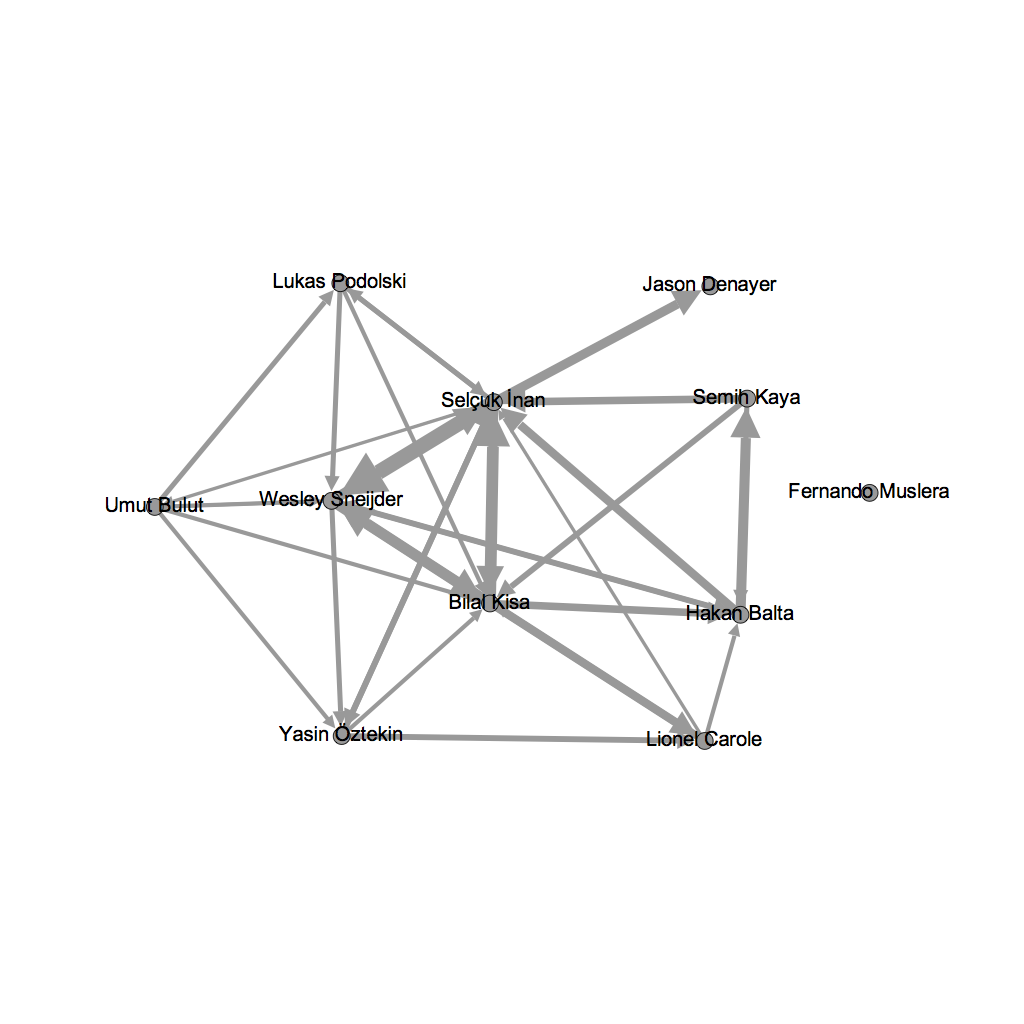 Lukas Podolski
Jason Denayer
Selçuk İnan
Semih Kaya
Umut Bulut
Wesley Sneijder
Fernando Muslera
Bilal Kisa
Hakan Balta
Yasin Öztekin
Lionel Carole